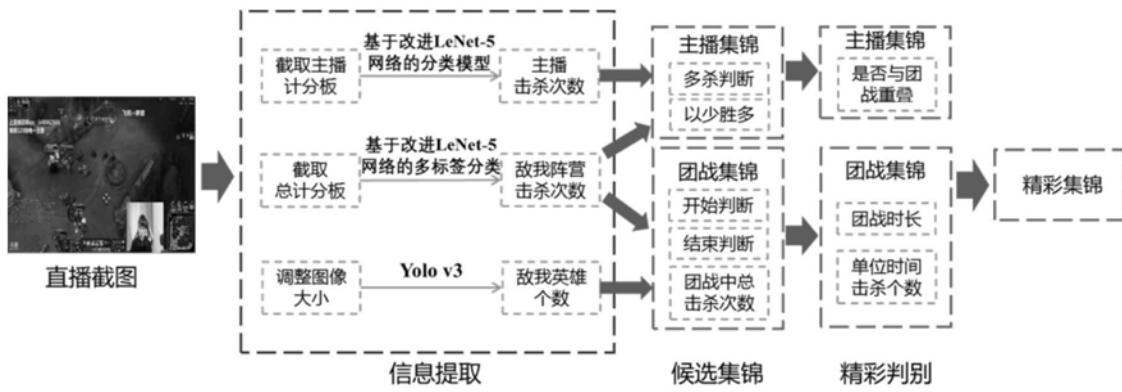 直播截图
截取主播
计分板
基于改进LeNet-5
网络的分类模型
主播
击杀次数
截取
总计分板
基于改进LeNet-5
网络的多标签分类
敌我阵营
击杀次数
调整图像
大小
Yolo v3
敌我英雄
个数
信息提取
主播集锦
多杀判断
以少胜多
团战集锦
开始判断
结束判断
团战中总
击杀次数
候选集锦
主播集锦
是否与团
战重叠
团战集锦
团战时长
单位时间
击杀个数
精彩判别
精彩集锦